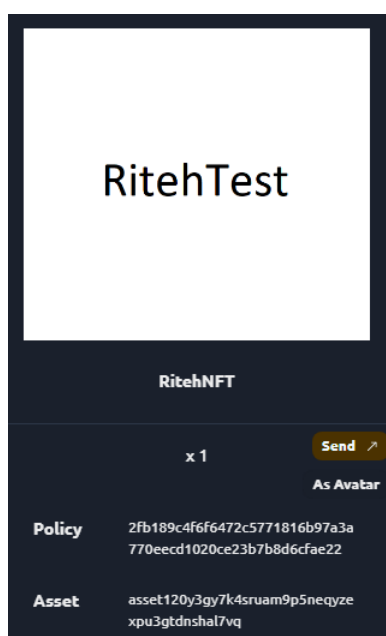 RitehTest
RitehNFT
x 1
Send ↗
As Avatar
Policy 2fb189c4f6f6472c5771816b97a3a
770eecd1020ce23b7b8d6cfae22
Asset asset120y3gy7k4sruam9p5neqyze
xpu3gtdnshal7vq